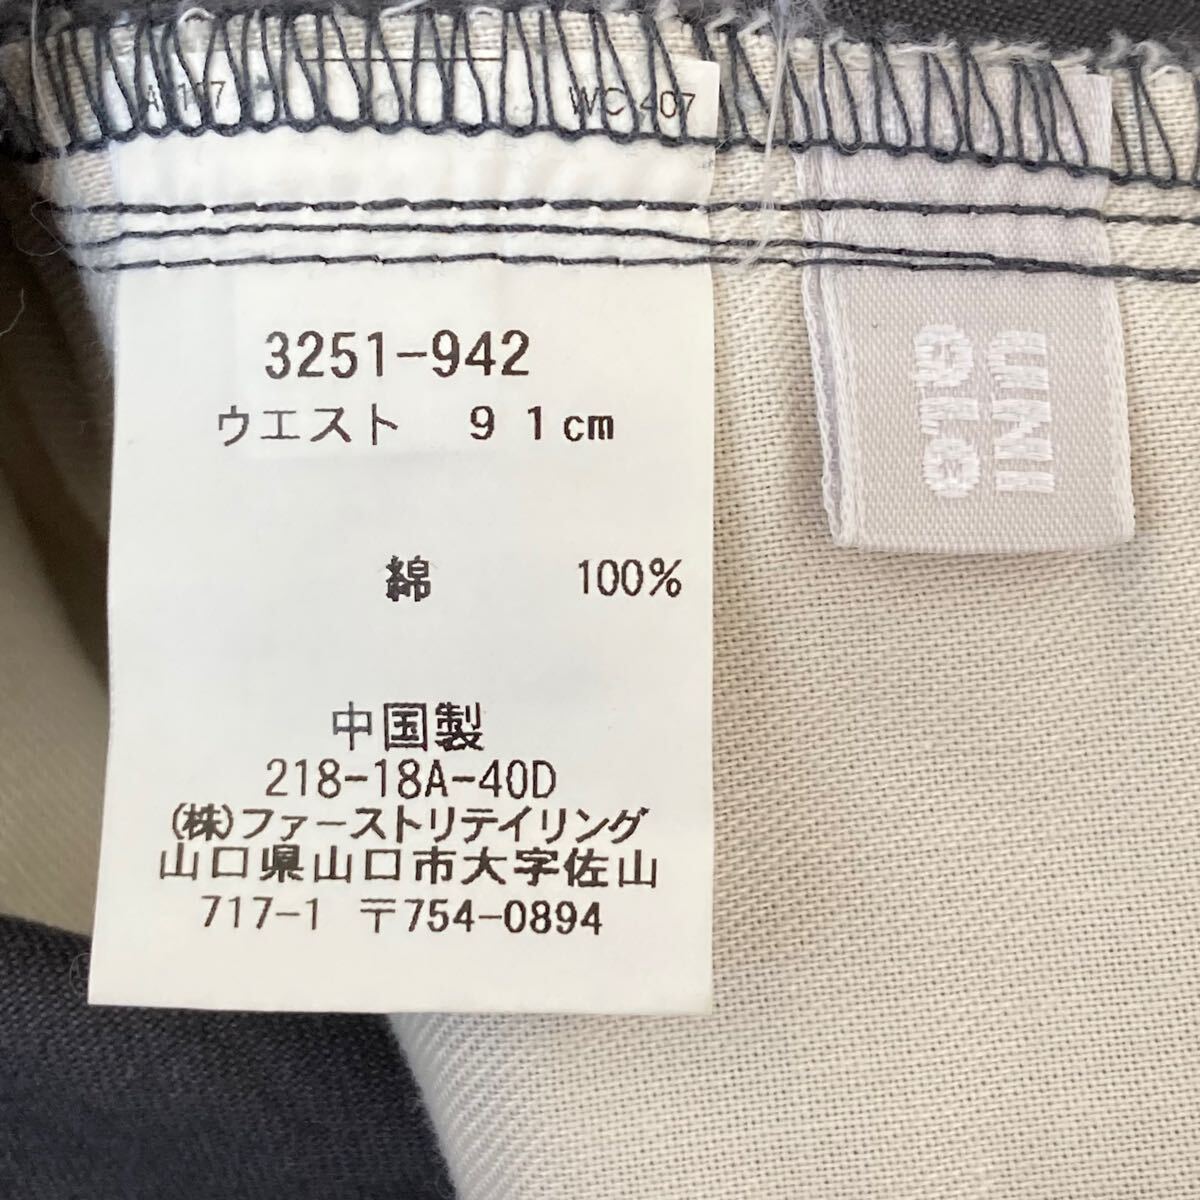 WC 407
3251-942
ウエスト 91cm
綿 100%
中国製
218-18A-40D
(株)ファーストリテイリング
山口県山口市大字佐山
717-1 〒754-0894
UNI
QLO